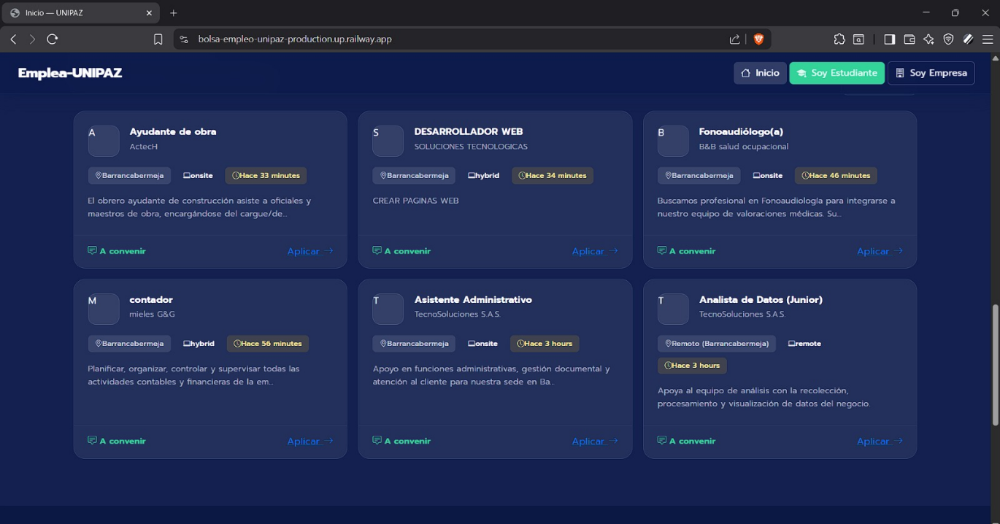 Inicio — UNIPAZ
bolsa-empleo-unipaz-production.up.railway.app
Emplea-UNIPAZ
Inicio
Soy Estudiante
Soy Empresa
A
Ayudante de obra
ActecH
Barrancabermeja
onsite
Hace 33 minutes
El obrero ayudante de construcción asiste a oficiales y
maestros de obra, encargándose del cargue/de...
A convenir
Aplicar →
S
DESARROLLADOR WEB
SOLUCIONES TECNOLOGICAS
Barrancabermeja
hybrid
Hace 34 minutes
CREAR PAGINAS WEB
A convenir
Aplicar →
B
Fonoaudiólogo(a)
B&B salud ocupacional
Barrancabermeja
onsite
Hace 46 minutes
Buscamos profesional en Fonoaudiología para integrarse a
nuestro equipo de valoraciones médicas. Su...
A convenir
Aplicar →
M
contador
mieles G&G
Barrancabermeja
hybrid
Hace 56 minutes
Planificar, organizar, controlar y supervisar todas las
actividades contables y financieras de la em...
A convenir
Aplicar →
T
Asistente Administrativo
TecnoSoluciones S.A.S.
Barrancabermeja
onsite
Hace 3 hours
Apoyo en funciones administrativas, gestión documental y
atención al cliente para nuestra sede en Ba...
A convenir
Aplicar →
T
Analista de Datos (Junior)
TecnoSoluciones S.A.S.
Remoto (Barrancabermeja)
remote
Hace 3 hours
Apoya al equipo de análisis con la recolección,
procesamiento y visualización de datos del negocio.
A convenir
Aplicar →